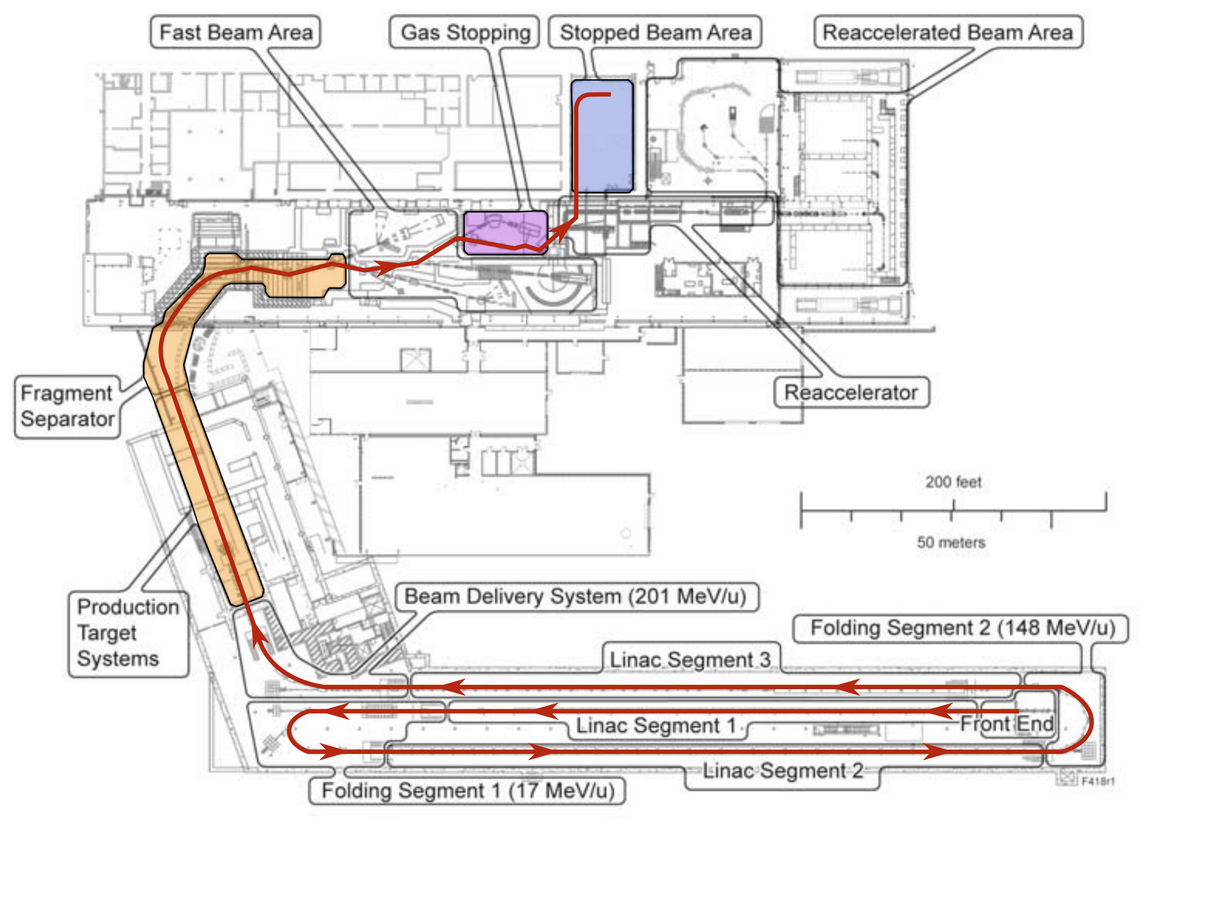 Fast Beam Area
Gas Stopping
Stopped Beam Area
Reaccelerated Beam Area
Fragment
Separator
Reaccelerator
200 feet
50 meters
Production
Target
Systems
Beam Delivery System (201 MeV/u)
Folding Segment 2 (148 MeV/u)
Linac Segment 3
Linac Segment 1
Front End
Linac Segment 2
Folding Segment 1 (17 MeV/u)
F418r1